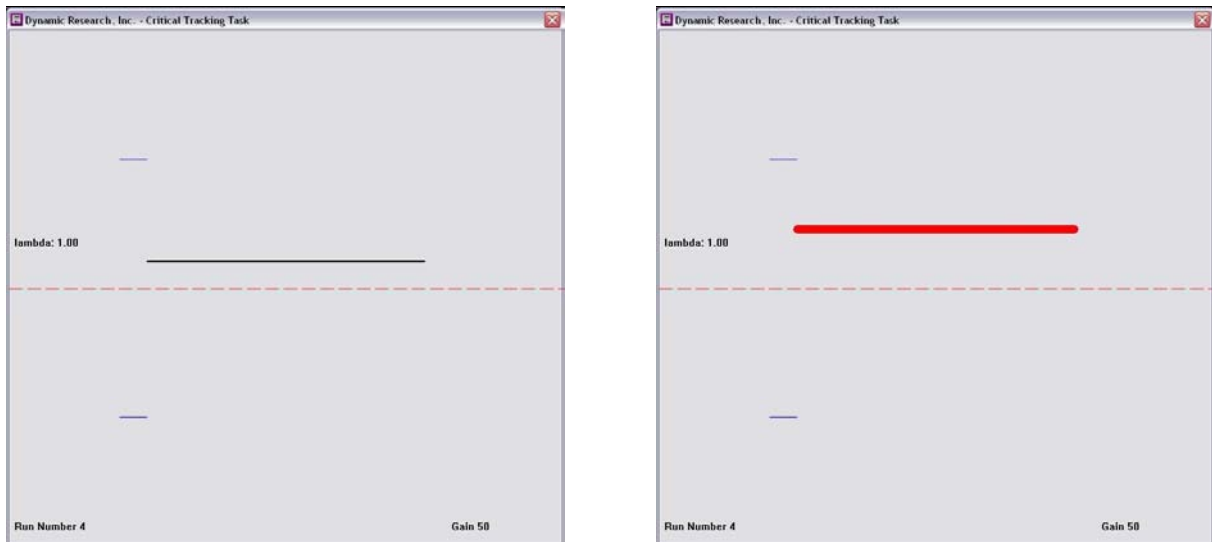 Dynamic Research, Inc. - Critical Tracking Task
lambda: 1.00
Run Number 4 Gain 50
Dynamic Research, Inc. - Critical Tracking Task
lambda: 1.00
Run Number 4 Gain 50